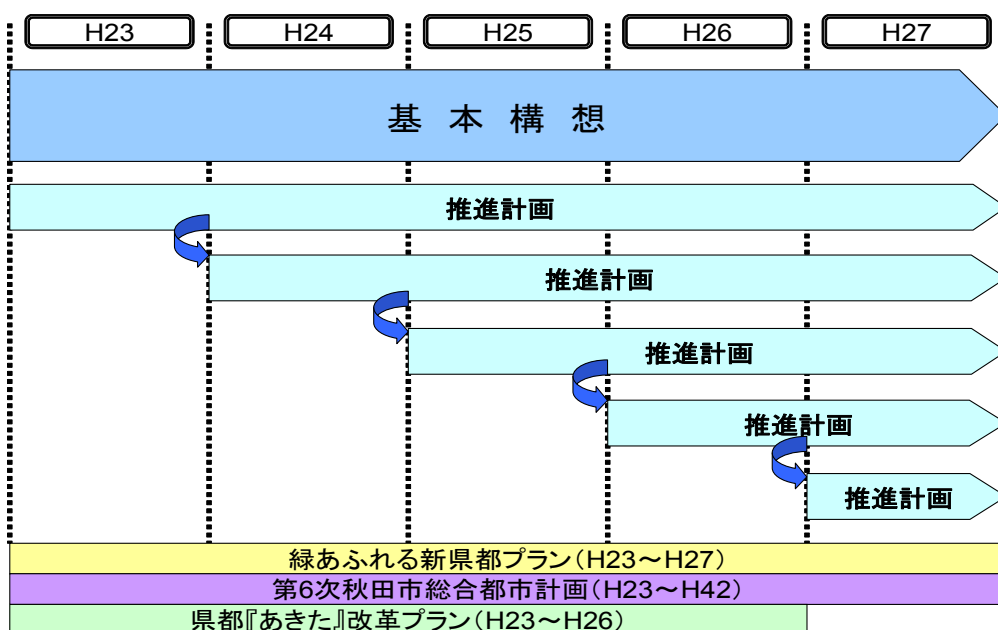 H23
H24
H25
H26
H27
基本構想
推進計画
推進計画
推進計画
推進計画
推進計画
緑あふれる新県都プラン(H23~H27)
第6次秋田市総合都市計画(H23~H42)
県都『あきた』改革プラン(H23~H26)